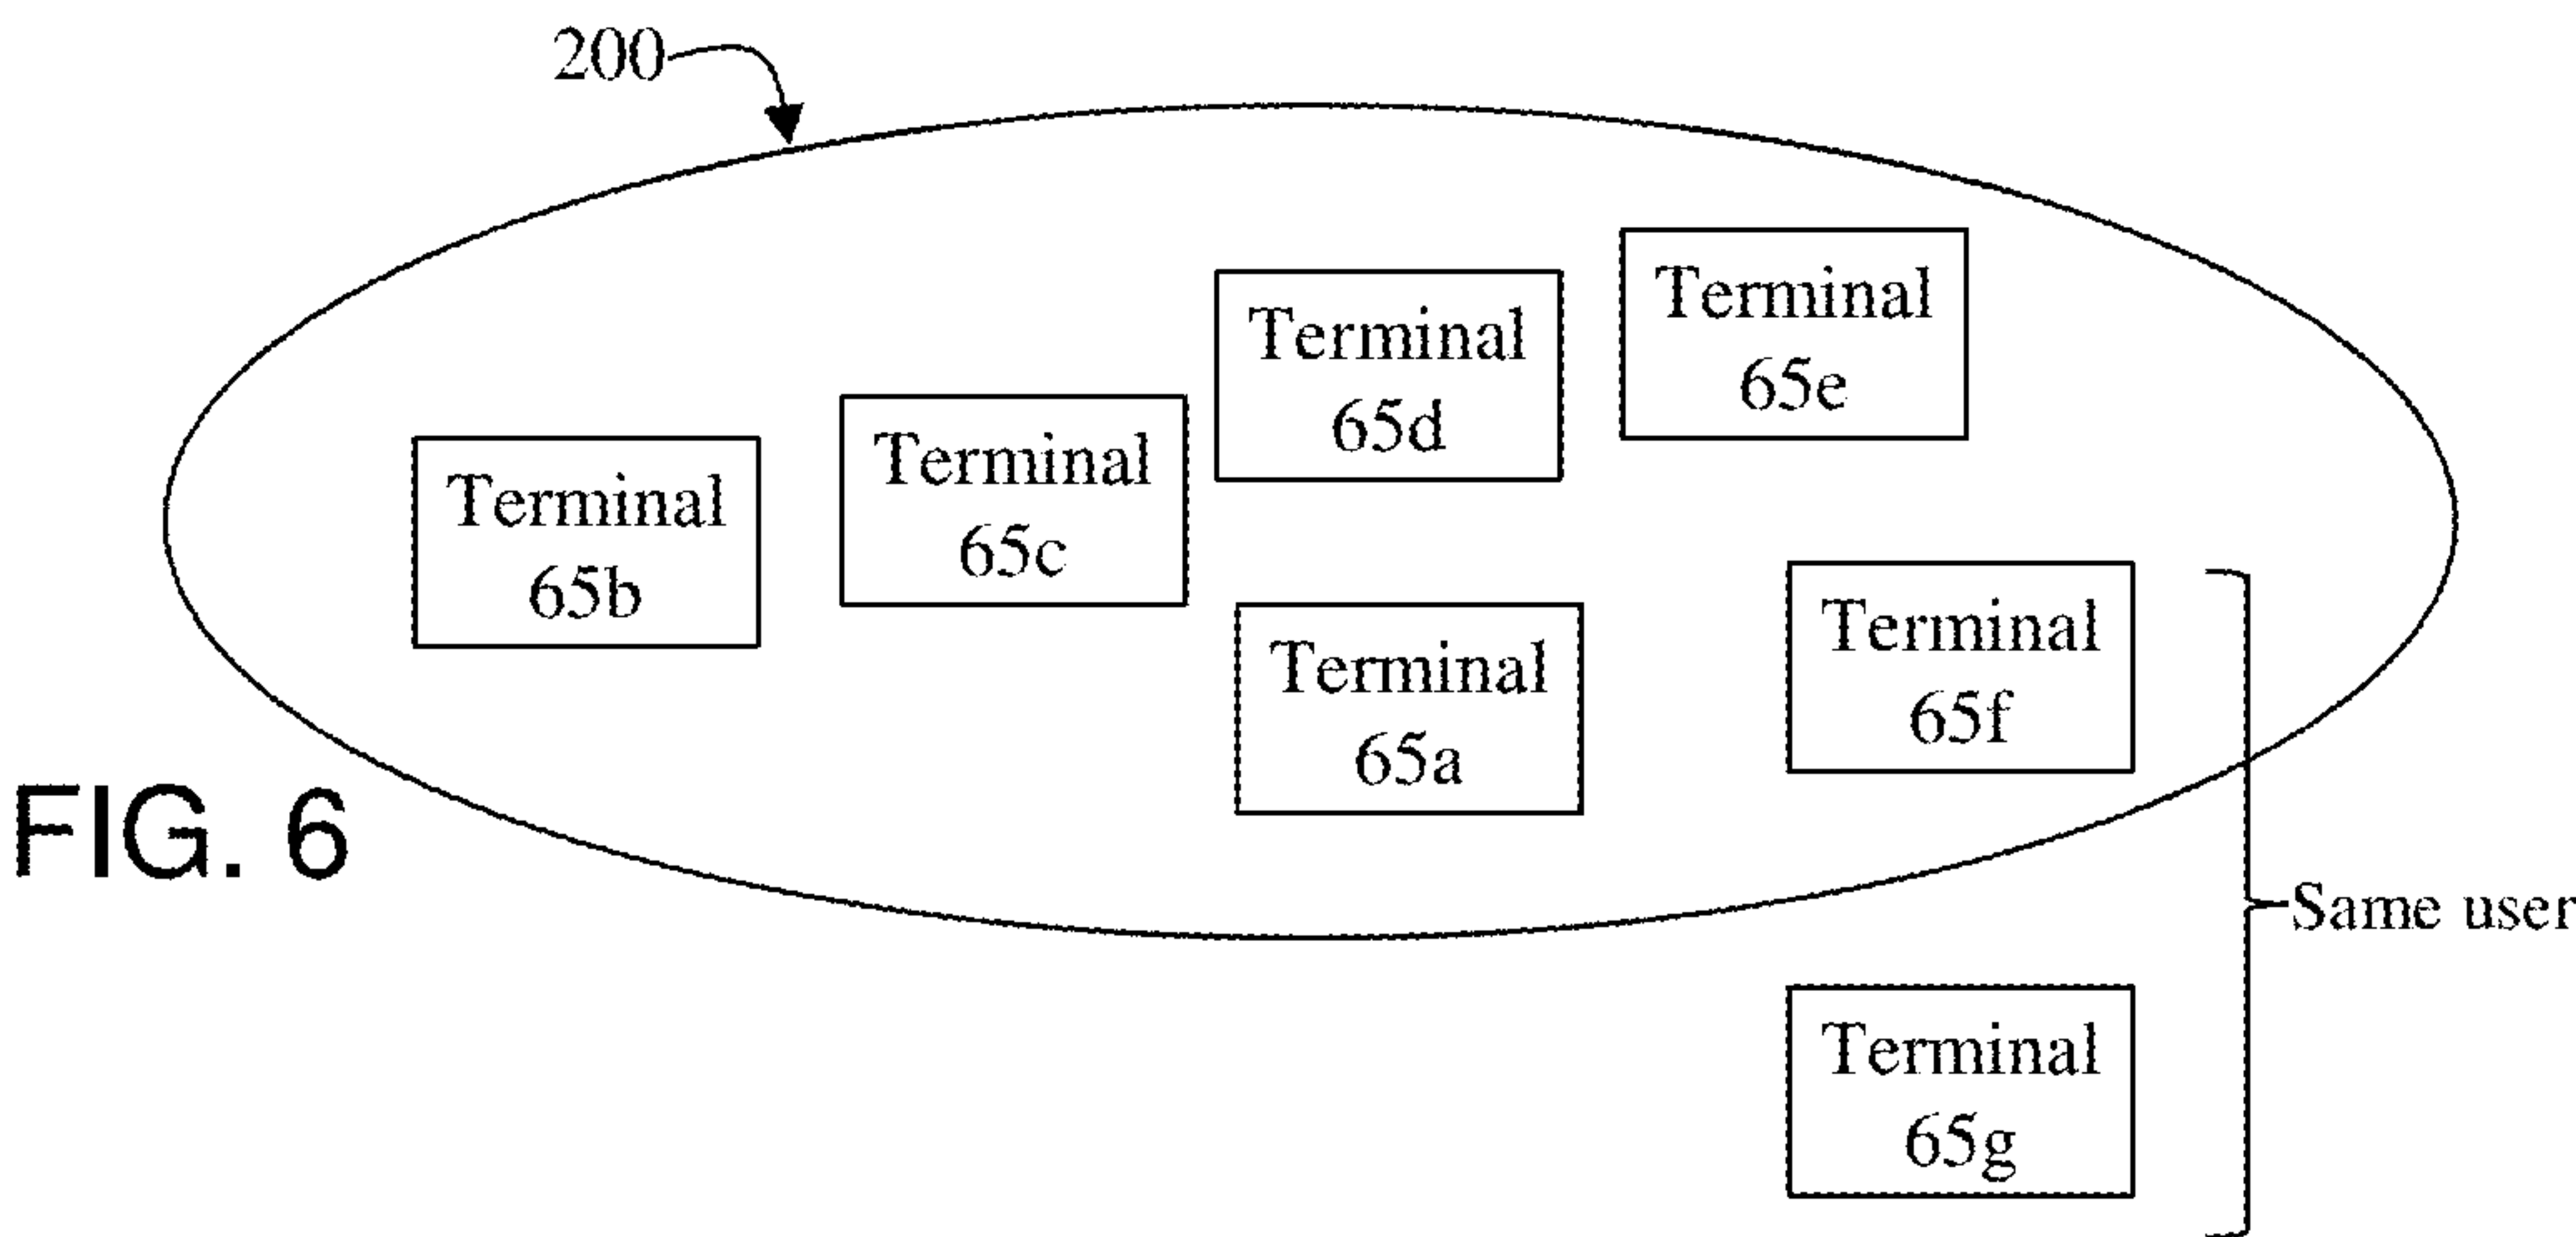 200
Terminal
65e
Terminal
65d
Terminal
65c
Terminal
65b
Terminal
65f
Terminal
65a
FIG. 6
Same user
Terminal
65g